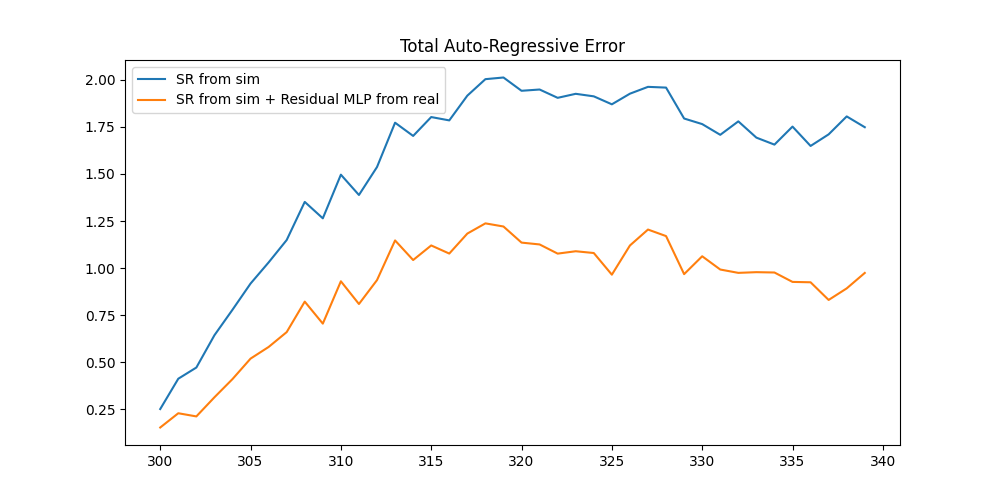 Total Auto-Regressive Error
SR from sim
SR from sim + Residual MLP from real
2.00
1.75
1.50
1.25
1.00
0.75
0.50
0.25
300 305 310 315 320 325 330 335 340